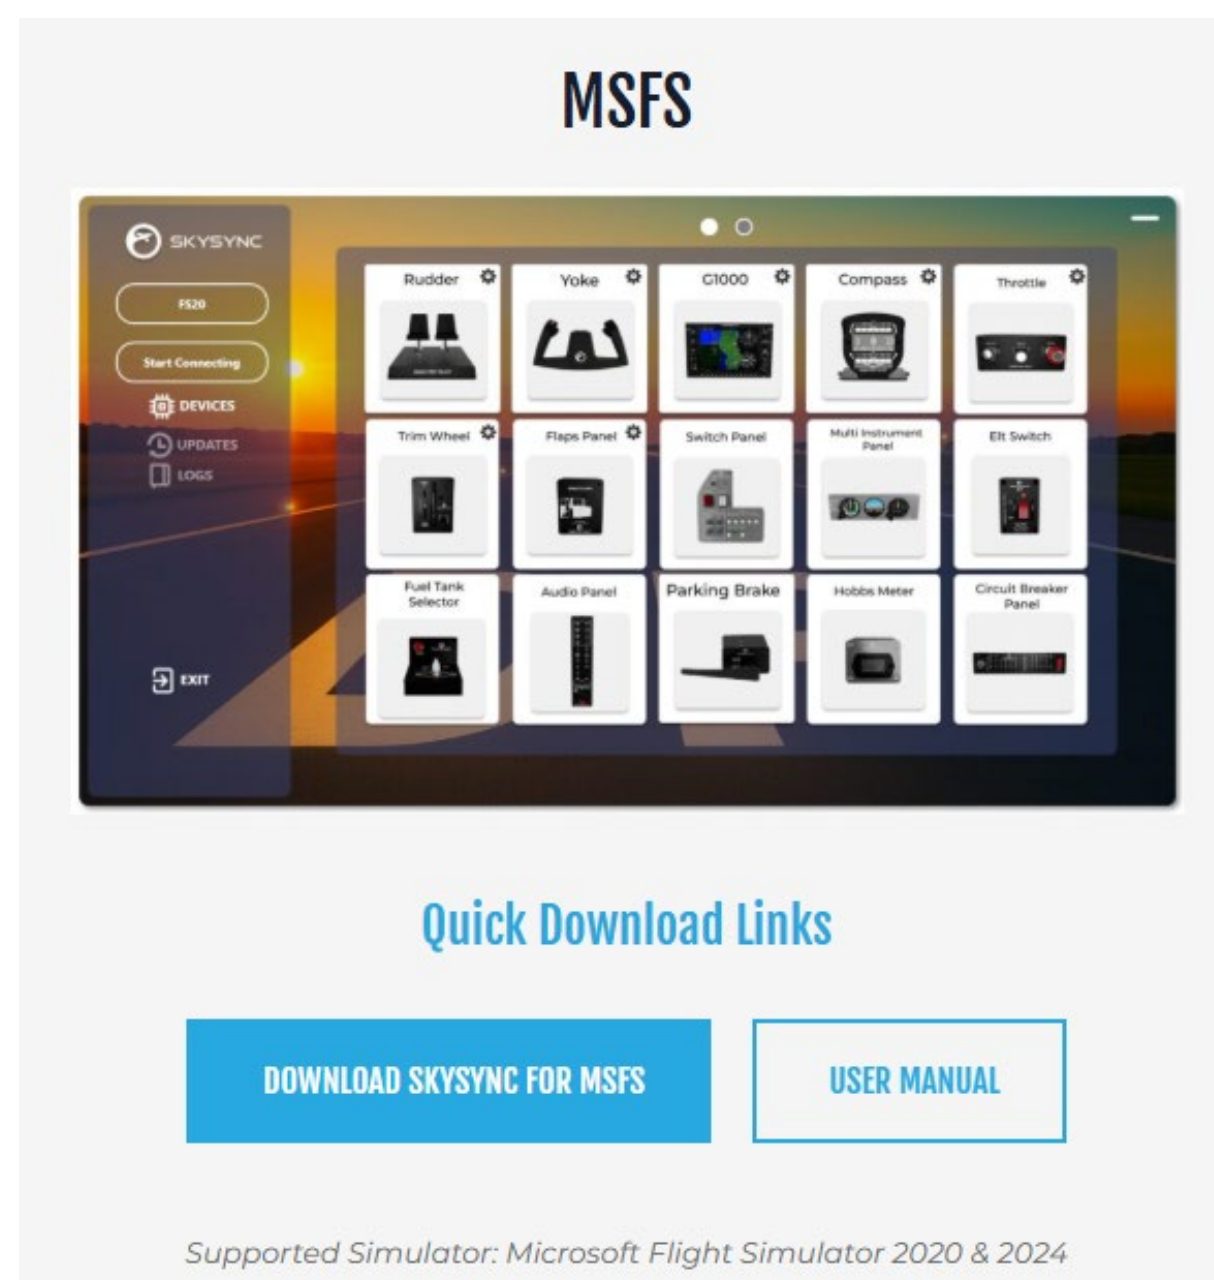 MSFS
SKYSYNC
FS20
Start Connecting
DEVICES
UPDATES
LOGS
EXIT
Rudder
Yoke
G1000
Compass
Throttle
Trim Wheel
Flaps Panel
Switch Panel
Multi Instrument
Panel
Elt Switch
Fuel Tank
Selector
Audio Panel
Parking Brake
Hobbs Meter
Circuit Breaker
Panel
Quick Download Links
DOWNLOAD SKYSYNC FOR MSFS
USER MANUAL
Supported Simulator: Microsoft Flight Simulator 2020 & 2024